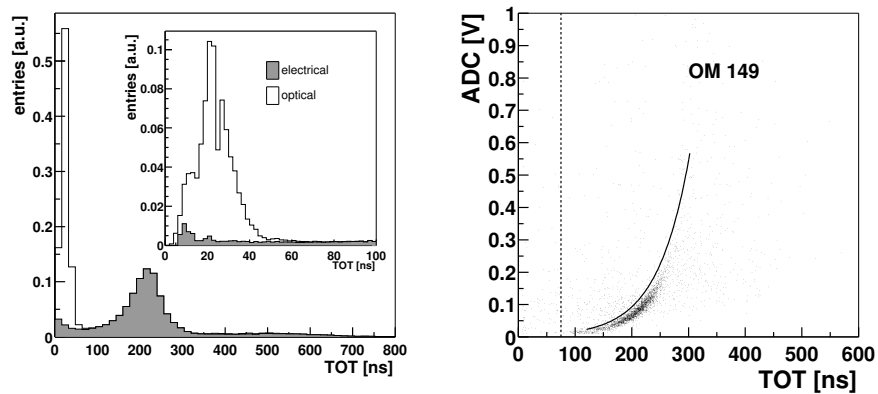 entries [a.u.]
0.5
0.4
0.3
0.2
0.1
0
0 100 200 300 400 500 600 700 800
TOT [ns]
entries [a.u.]
0.1
0.08
0.06
0.04
0.02
0
0 20 40 60 80 100
TOT [ns]
electrical
optical
ADC [V]
1
0.9
0.8
0.7
0.6
0.5
0.4
0.3
0.2
0.1
0
0 100 200 300 400 500 600
TOT [ns]
OM 149